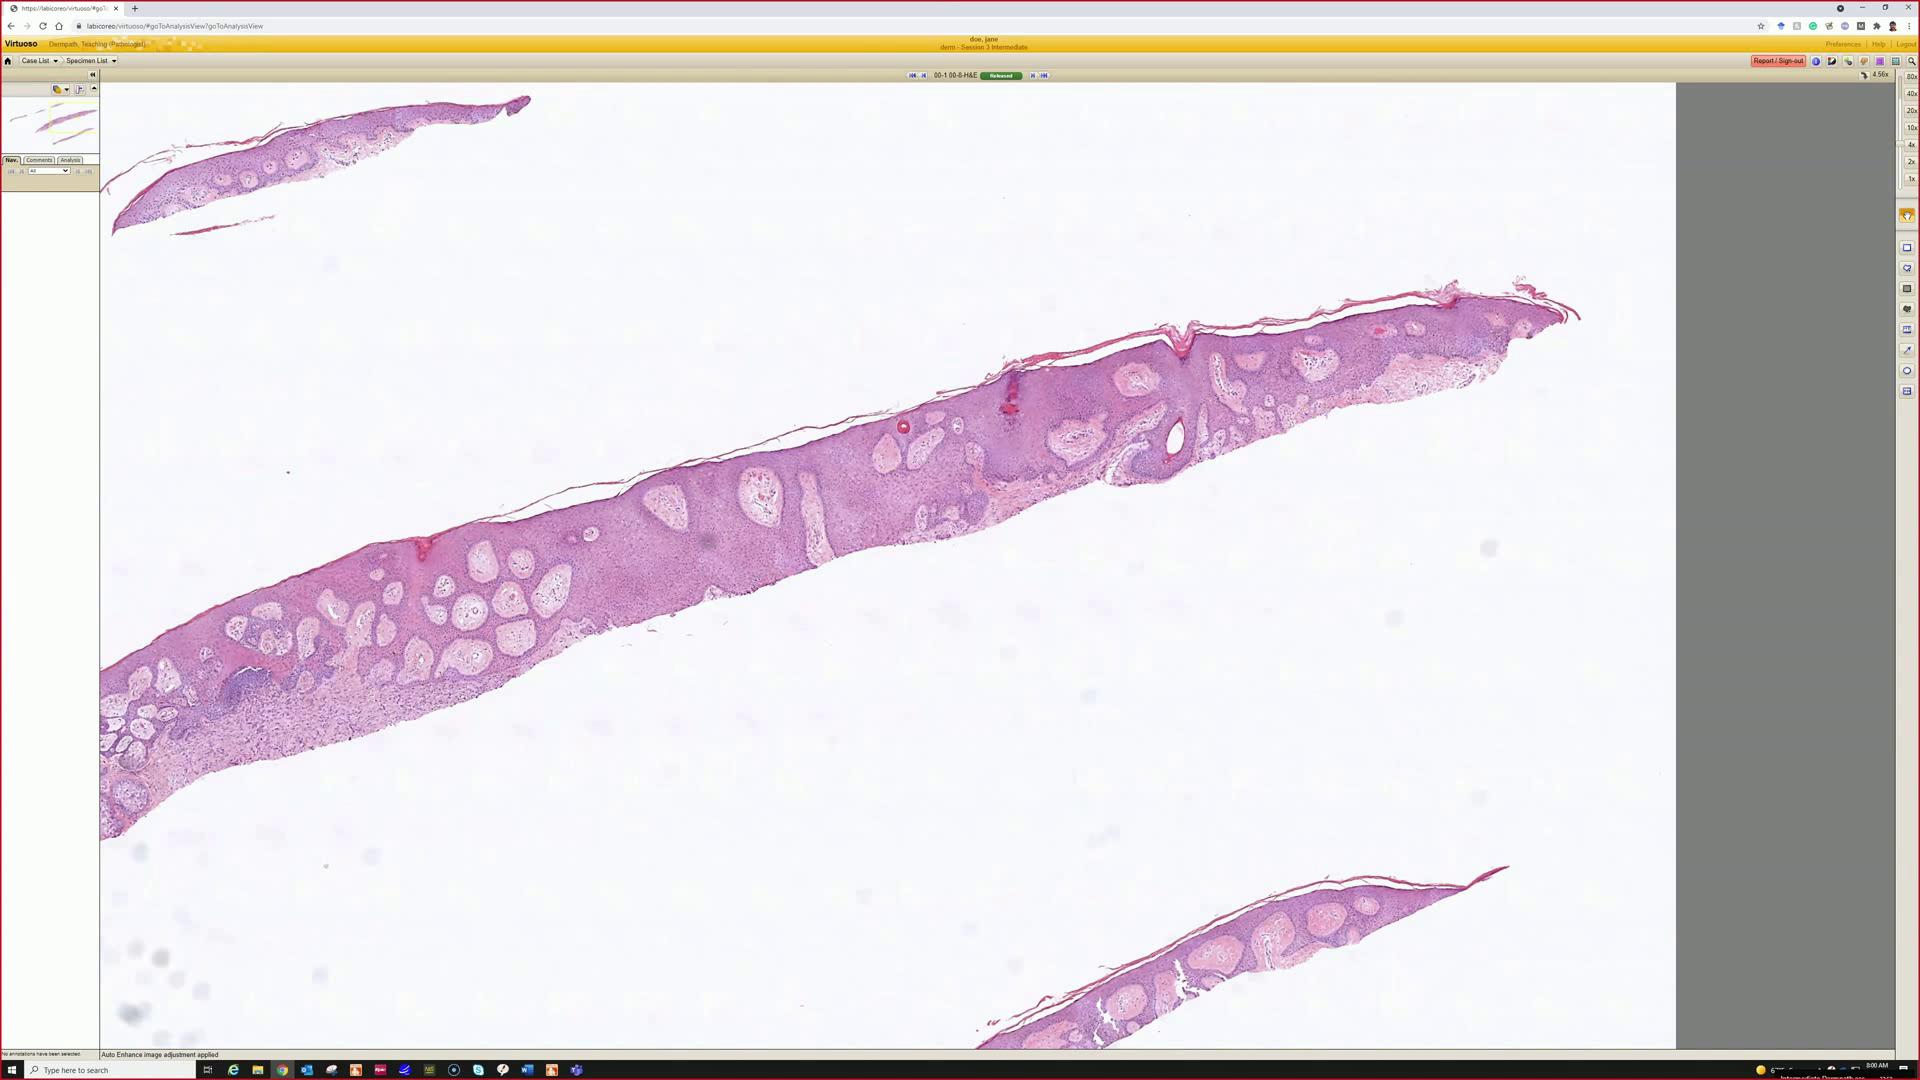 https://labicoreo/virtuoso/#goTo
labicoreo/virtuoso/#goToAnalysisView?goToAnalysisView
Virtuoso
Dermpath, Teaching (Pathologist)
doe, jane
derm - Session 3 Intermediate
Preferences Help Logout
Case List Specimen List
Report / Sign-out
00-1 00-8-H&E Released
4.56x
80x
40x
20x
10x
4x
2x
1x
Nav. Comments Analysis
All
No annotations have been selected.
Auto Enhance image adjustment applied
Type here to search
8:00 AM